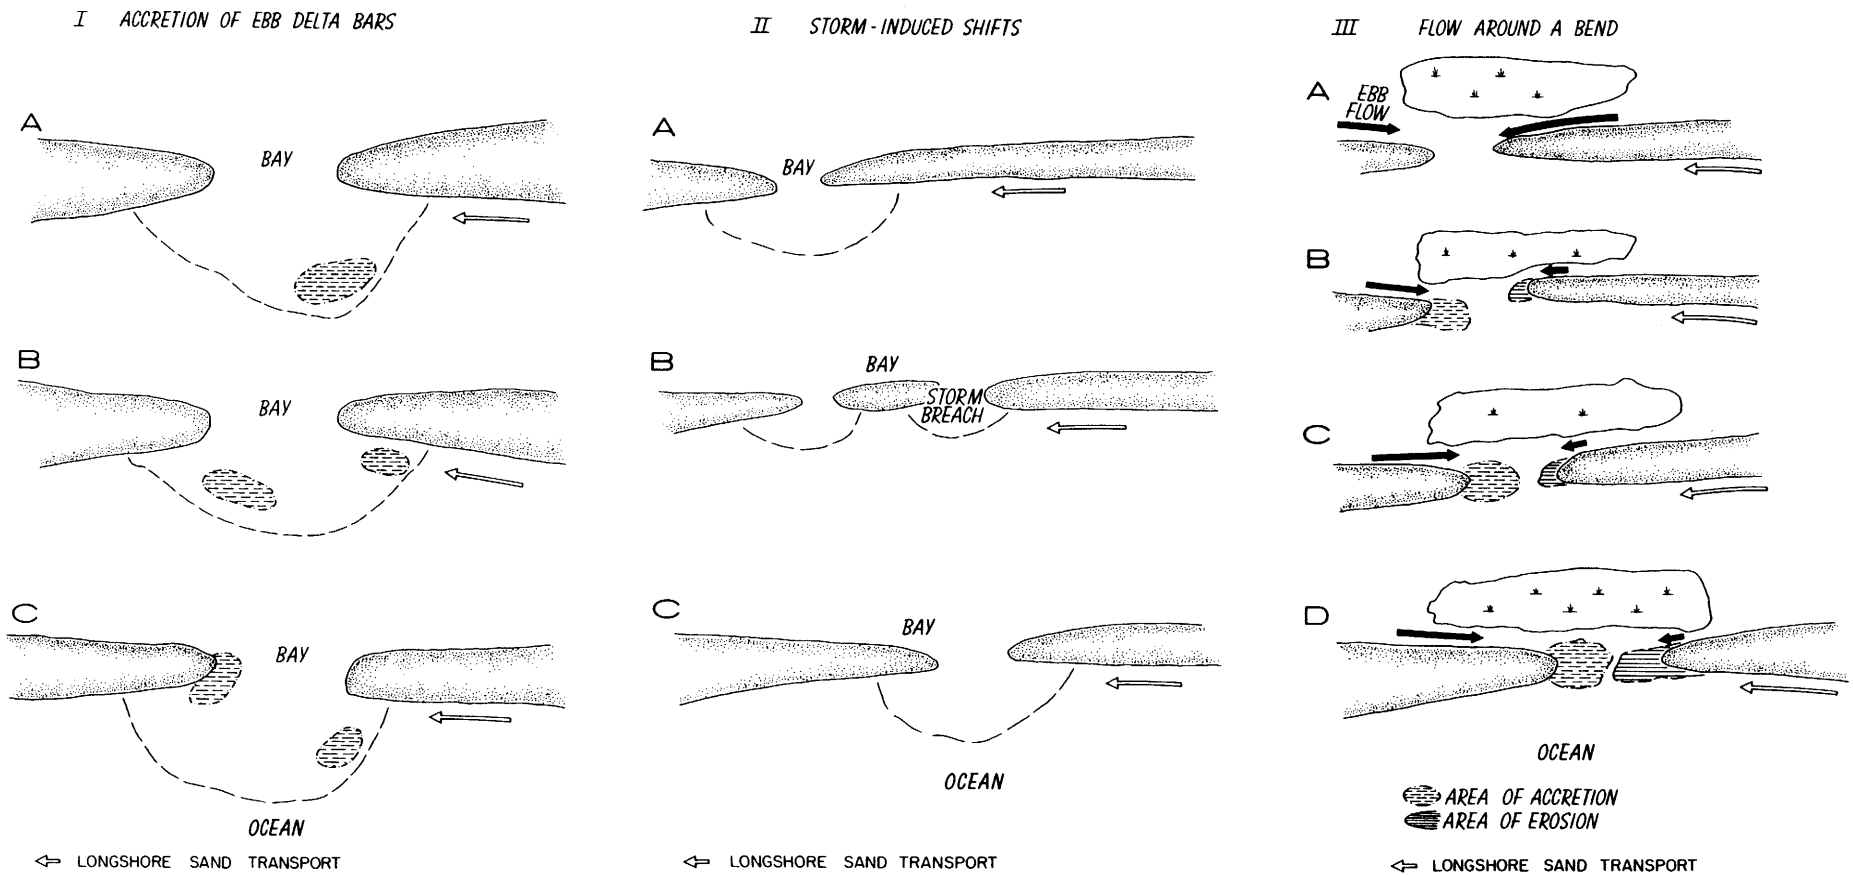 I ACCRETION OF EBB DELTA BARS
A
BAY
B
BAY
C
BAY
OCEAN
LONGSHORE SAND TRANSPORT
II STORM-INDUCED SHIFTS
A
BAY
B
BAY
STORM
BREACH
C
BAY
OCEAN
LONGSHORE SAND TRANSPORT
III FLOW AROUND A BEND
A
EBB
FLOW
B
C
D
OCEAN
AREA OF ACCRETION
AREA OF EROSION
LONGSHORE SAND TRANSPORT